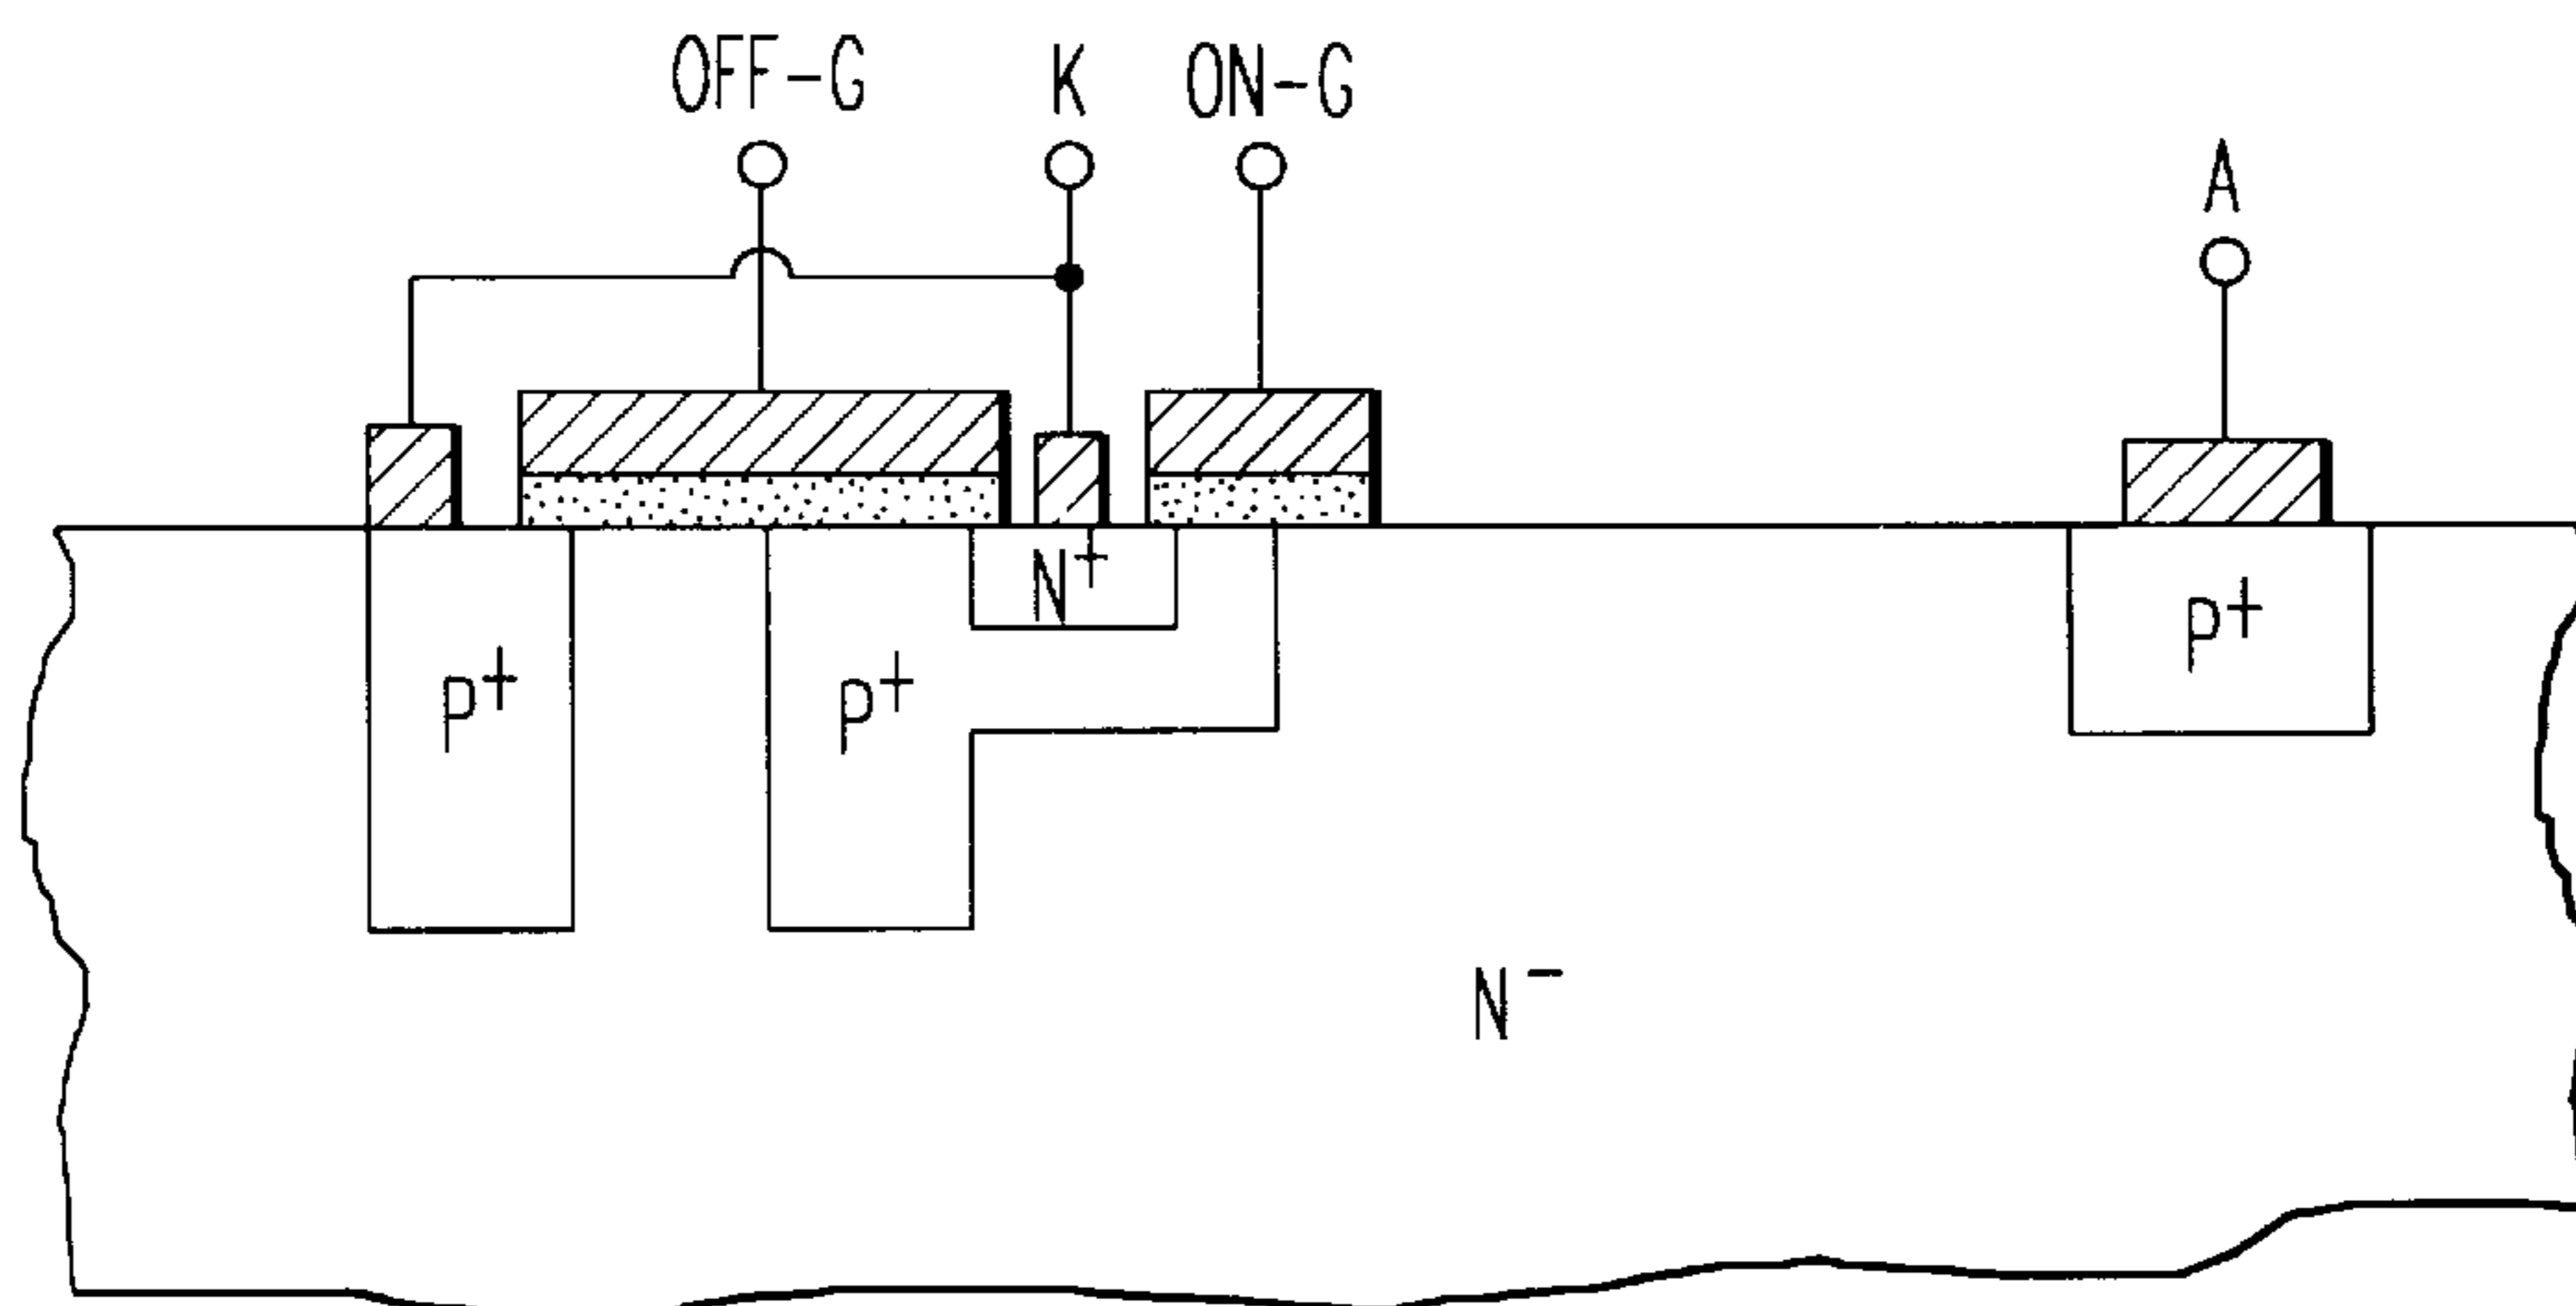 OFF-G K ON-G
A
N+
P+ P+ P+
N-